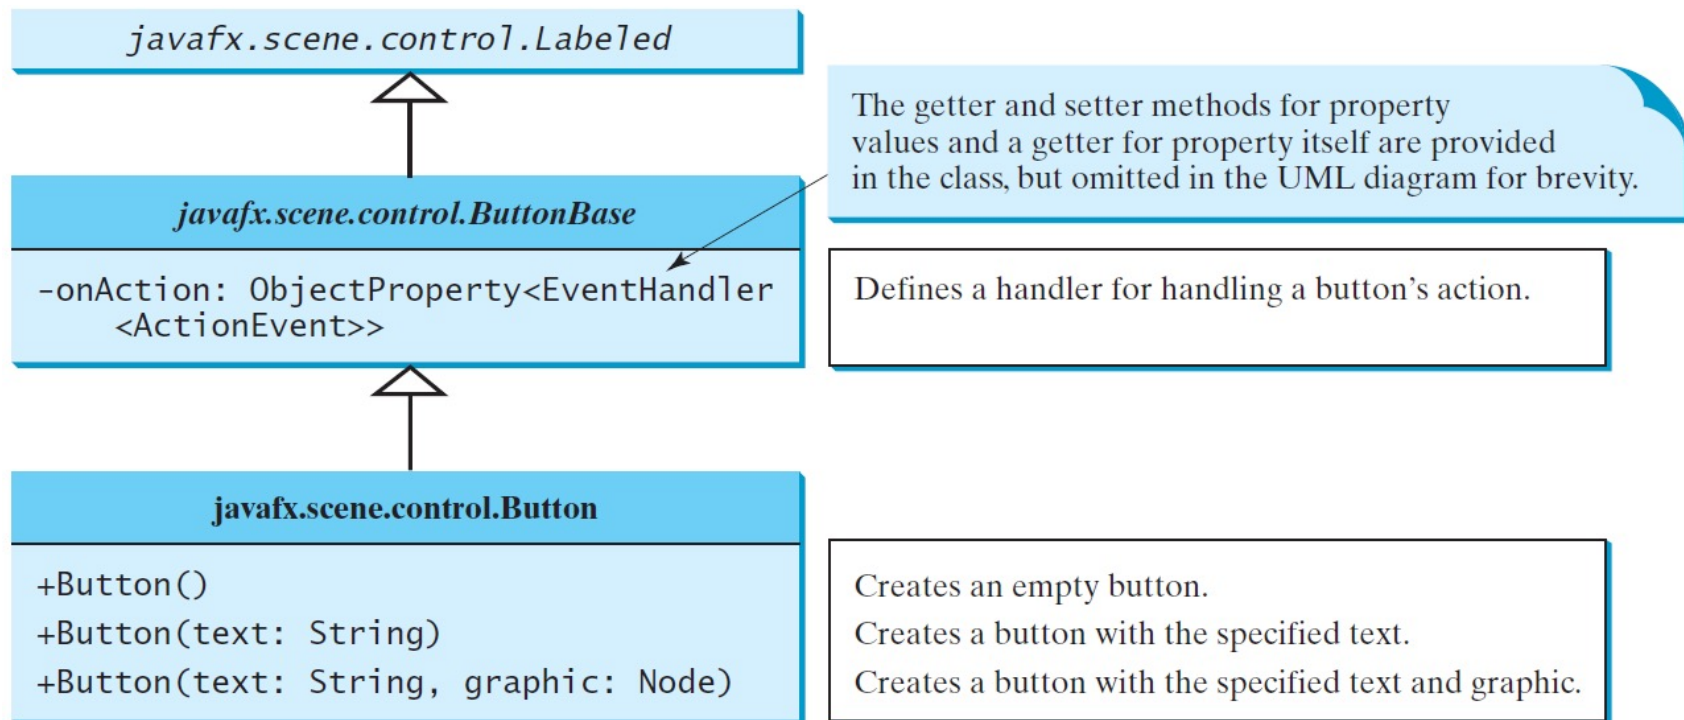 javafx.scene.control.Labeled
The getter and setter methods for property
values and a getter for property itself are provided
in the class, but omitted in the UML diagram for brevity.
javafx.scene.control.ButtonBase
-onAction: ObjectProperty<EventHandler
<ActionEvent>>
Defines a handler for handling a button’s action.
javafx.scene.control.Button
+Button()
+Button(text: String)
+Button(text: String, graphic: Node)
Creates an empty button.
Creates a button with the specified text.
Creates a button with the specified text and graphic.